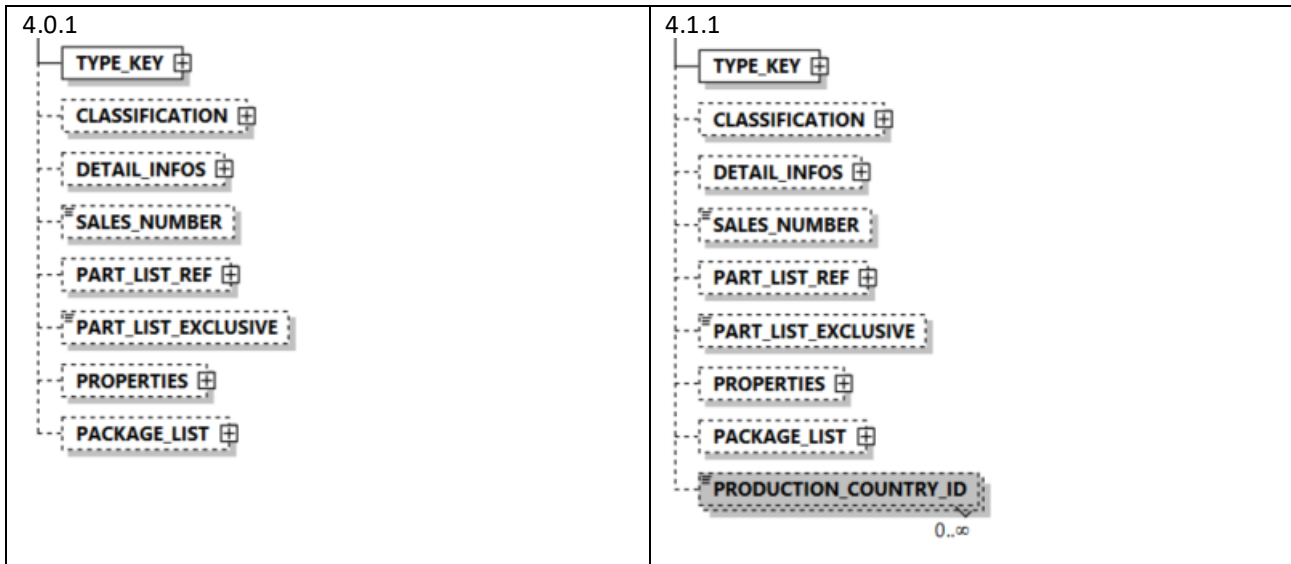 4.0.1
TYPE_KEY
CLASSIFICATION
DETAIL_INFOS
SALES_NUMBER
PART_LIST_REF
PART_LIST_EXCLUSIVE
PROPERTIES
PACKAGE_LIST
4.1.1
TYPE_KEY
CLASSIFICATION
DETAIL_INFOS
SALES_NUMBER
PART_LIST_REF
PART_LIST_EXCLUSIVE
PROPERTIES
PACKAGE_LIST
PRODUCTION_COUNTRY_ID
0..∞